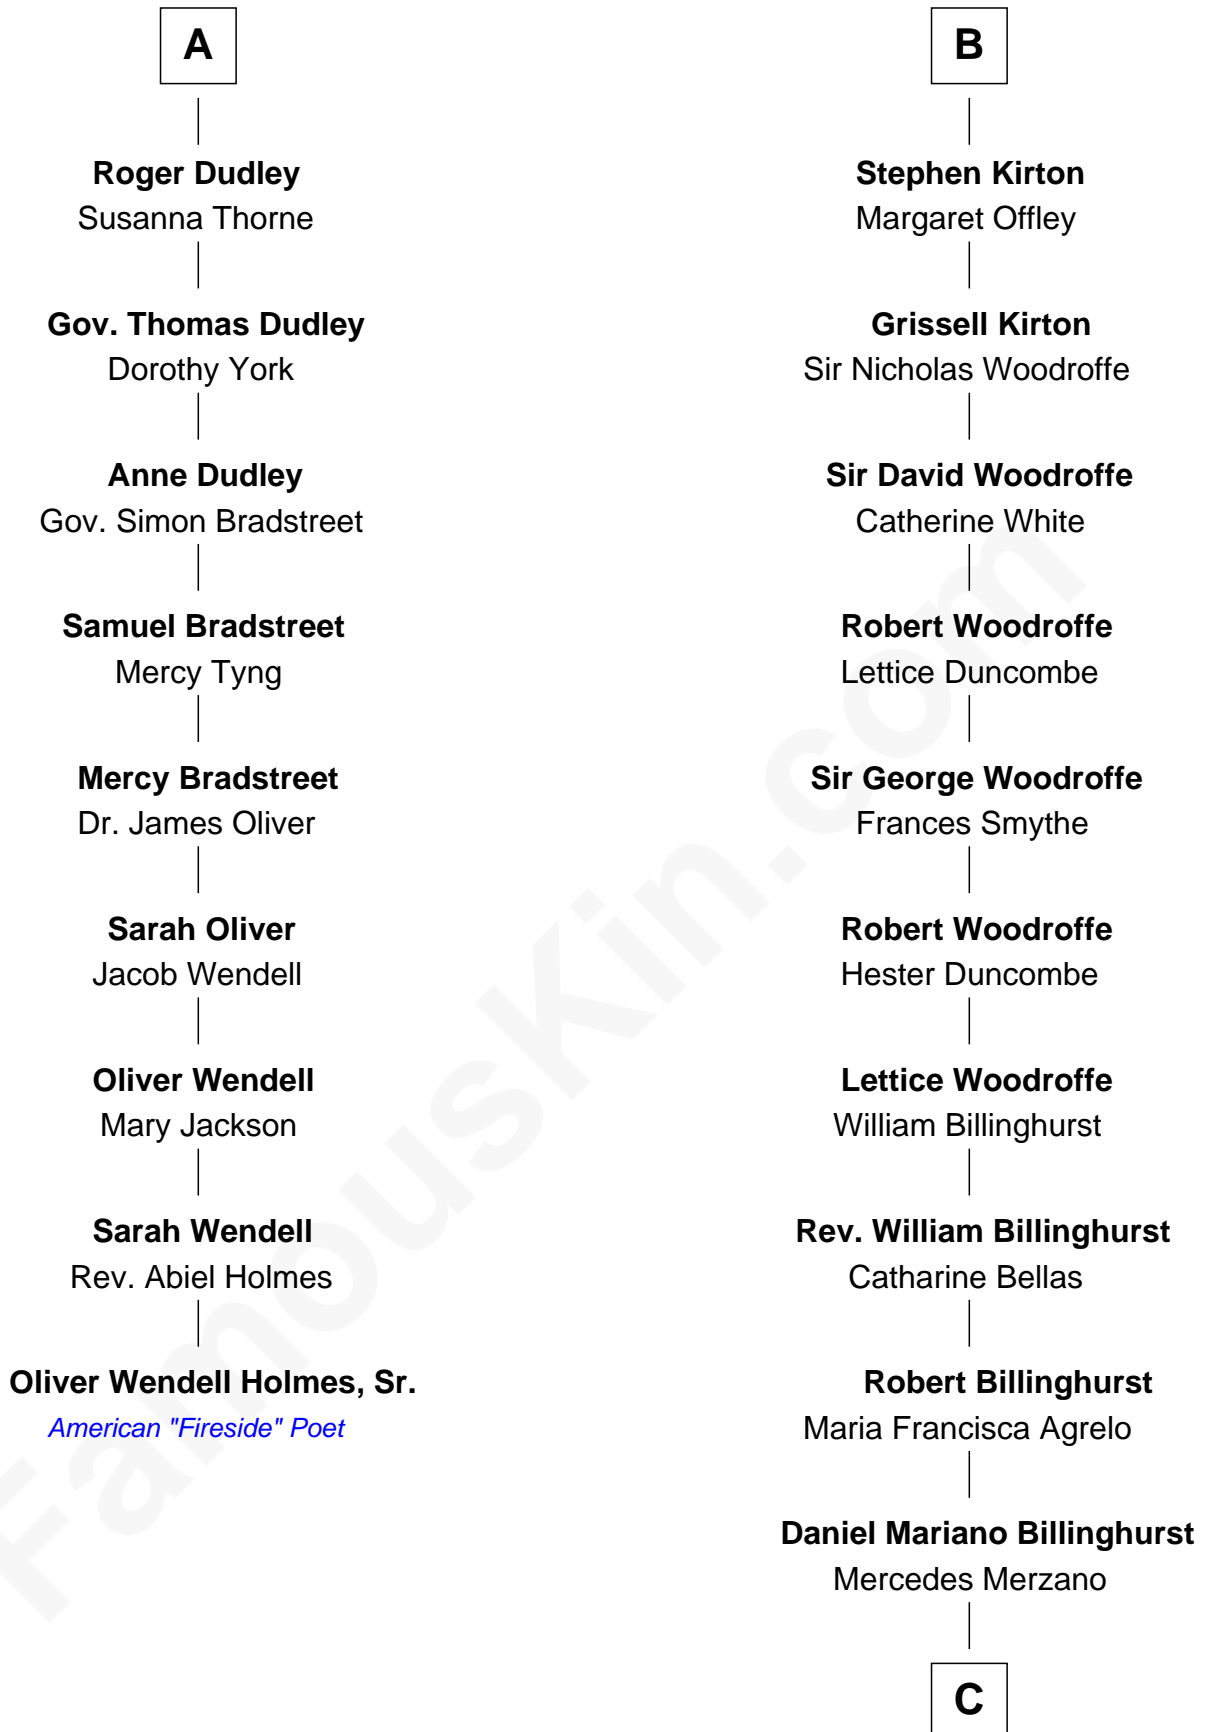 A
Roger Dudley
Susanna Thorne
Gov. Thomas Dudley
Dorothy York
Anne Dudley
Gov. Simon Bradstreet
Samuel Bradstreet
Mercy Tyng
Mercy Bradstreet
Dr. James Oliver
Sarah Oliver
Jacob Wendell
Oliver Wendell
Mary Jackson
Sarah Wendell
Rev. Abiel Holmes
Oliver Wendell Holmes, Sr.
American "Fireside" Poet
B
Stephen Kirton
Margaret Offley
Grissell Kirton
Sir Nicholas Woodroffe
Sir David Woodroffe
Catherine White
Robert Woodroffe
Lettice Duncombe
Sir George Woodroffe
Frances Smythe
Robert Woodroffe
Hester Duncombe
Lettice Woodroffe
William Billinghurst
Rev. William Billinghurst
Catharine Bellas
Robert Billinghurst
Maria Francisca Agrelo
Daniel Mariano Billinghurst
Mercedes Merzano
C
FamousKin.com